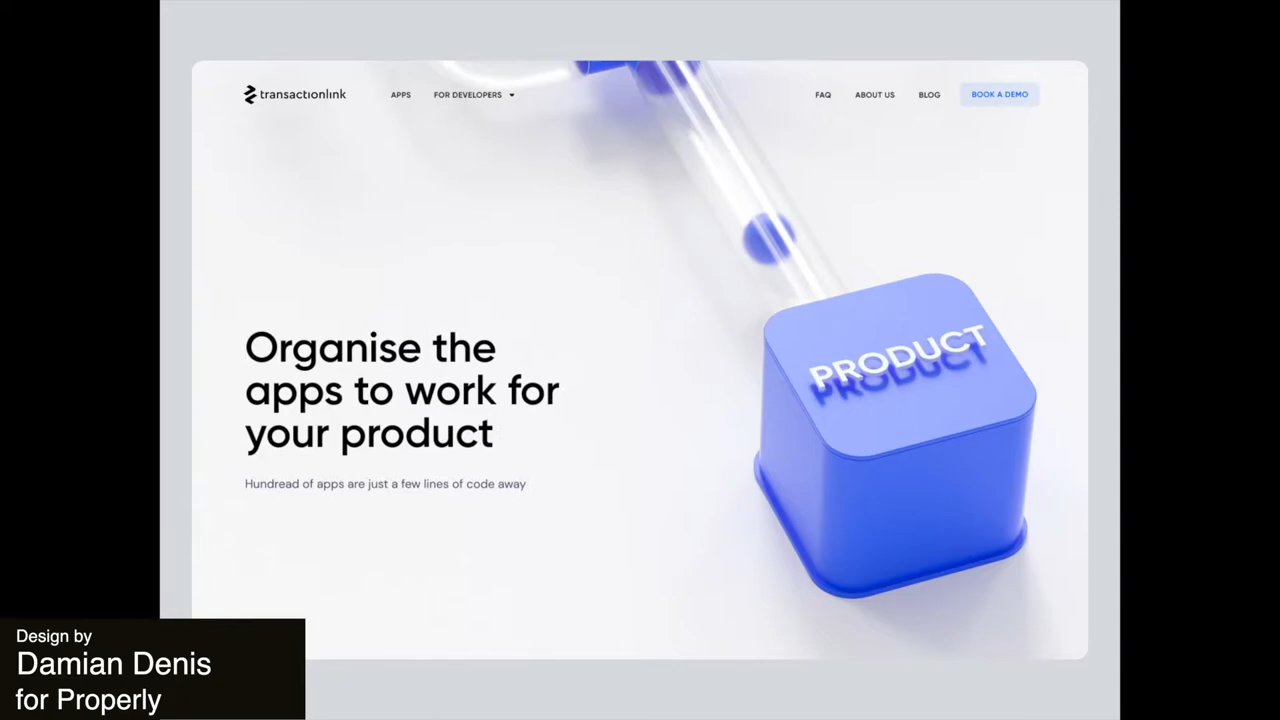 transactionlink
APPS
FOR DEVELOPERS
FAQ
ABOUT US
BLOG
BOOK A DEMO
PRODUCT
Organise the
apps to work for
your product
Hundread of apps are just a few lines of code away
Design by
Damian Denis
for Properly